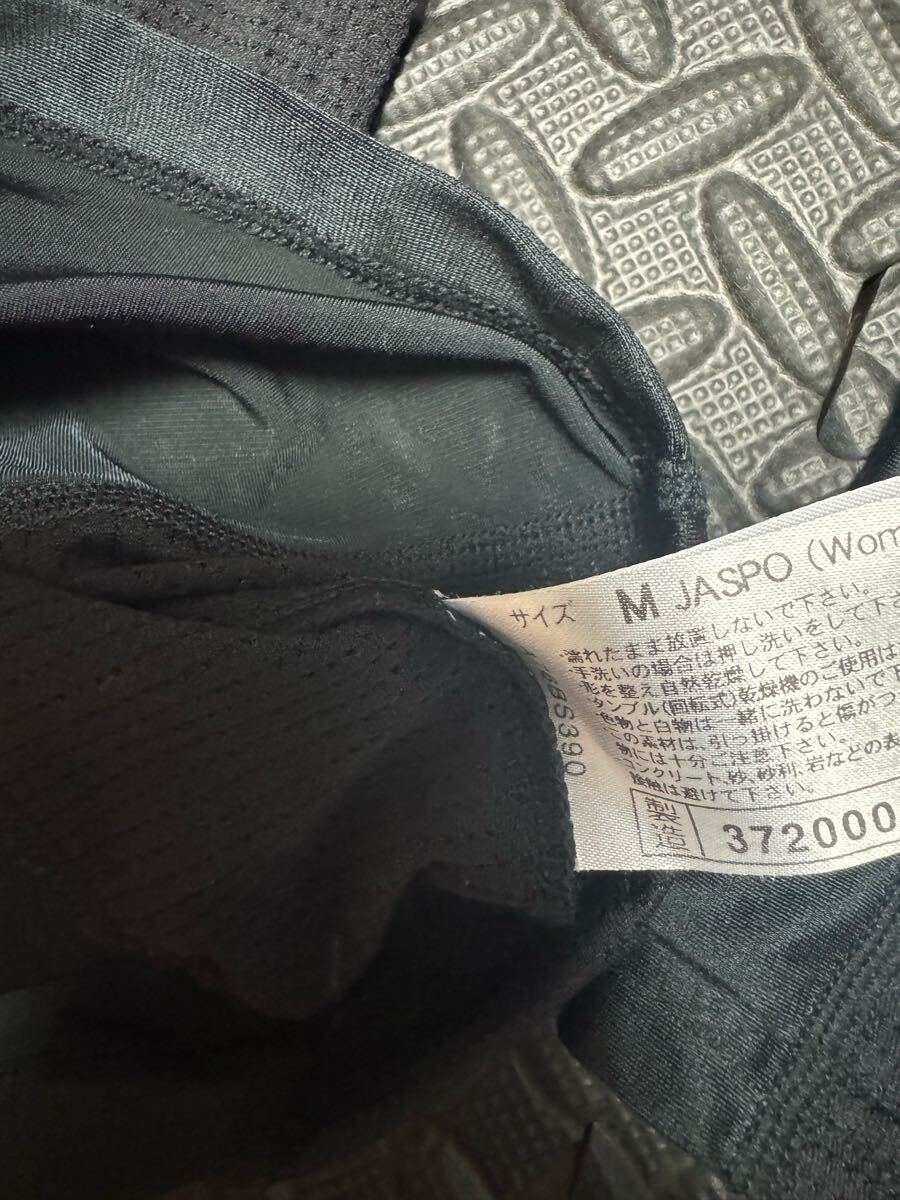 サイズ M JASPO (Wom
・濡れたまま放置しないで下さい。
・手洗いの場合は押し洗いをして下さ
形を整え自然乾燥して下さい。
・タンブル(回転式)乾燥機のご使用は
・色物と白物は、一緒に洗わないで下
・この素材は、引っ掛けると傷がつ
物には十分ご注意下さい。
・コンクリート、砂、砂利、岩などの表
接触は避けて下さい。
BS390
製造 372000